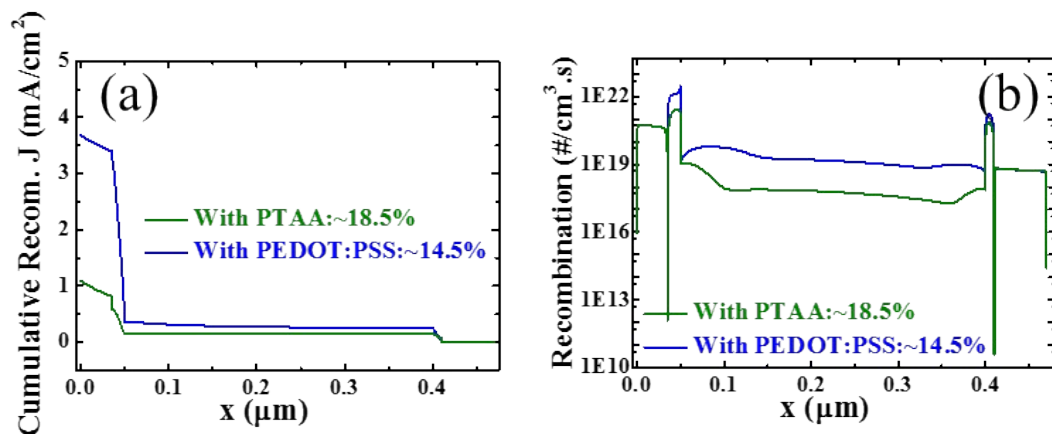 Cumulative Recom. J (mA/cm²)
5
4
3
2
1
0
(a)
With PTAA:~18.5%
With PEDOT:PSS:~14.5%
0.0 0.1 0.2 0.3 0.4
x (μm)
Recombination (#/cm³.s)
1E22
1E19
1E16
1E13
1E10
(b)
With PTAA:~18.5%
With PEDOT:PSS:~14.5%
0.0 0.1 0.2 0.3 0.4
x (μm)